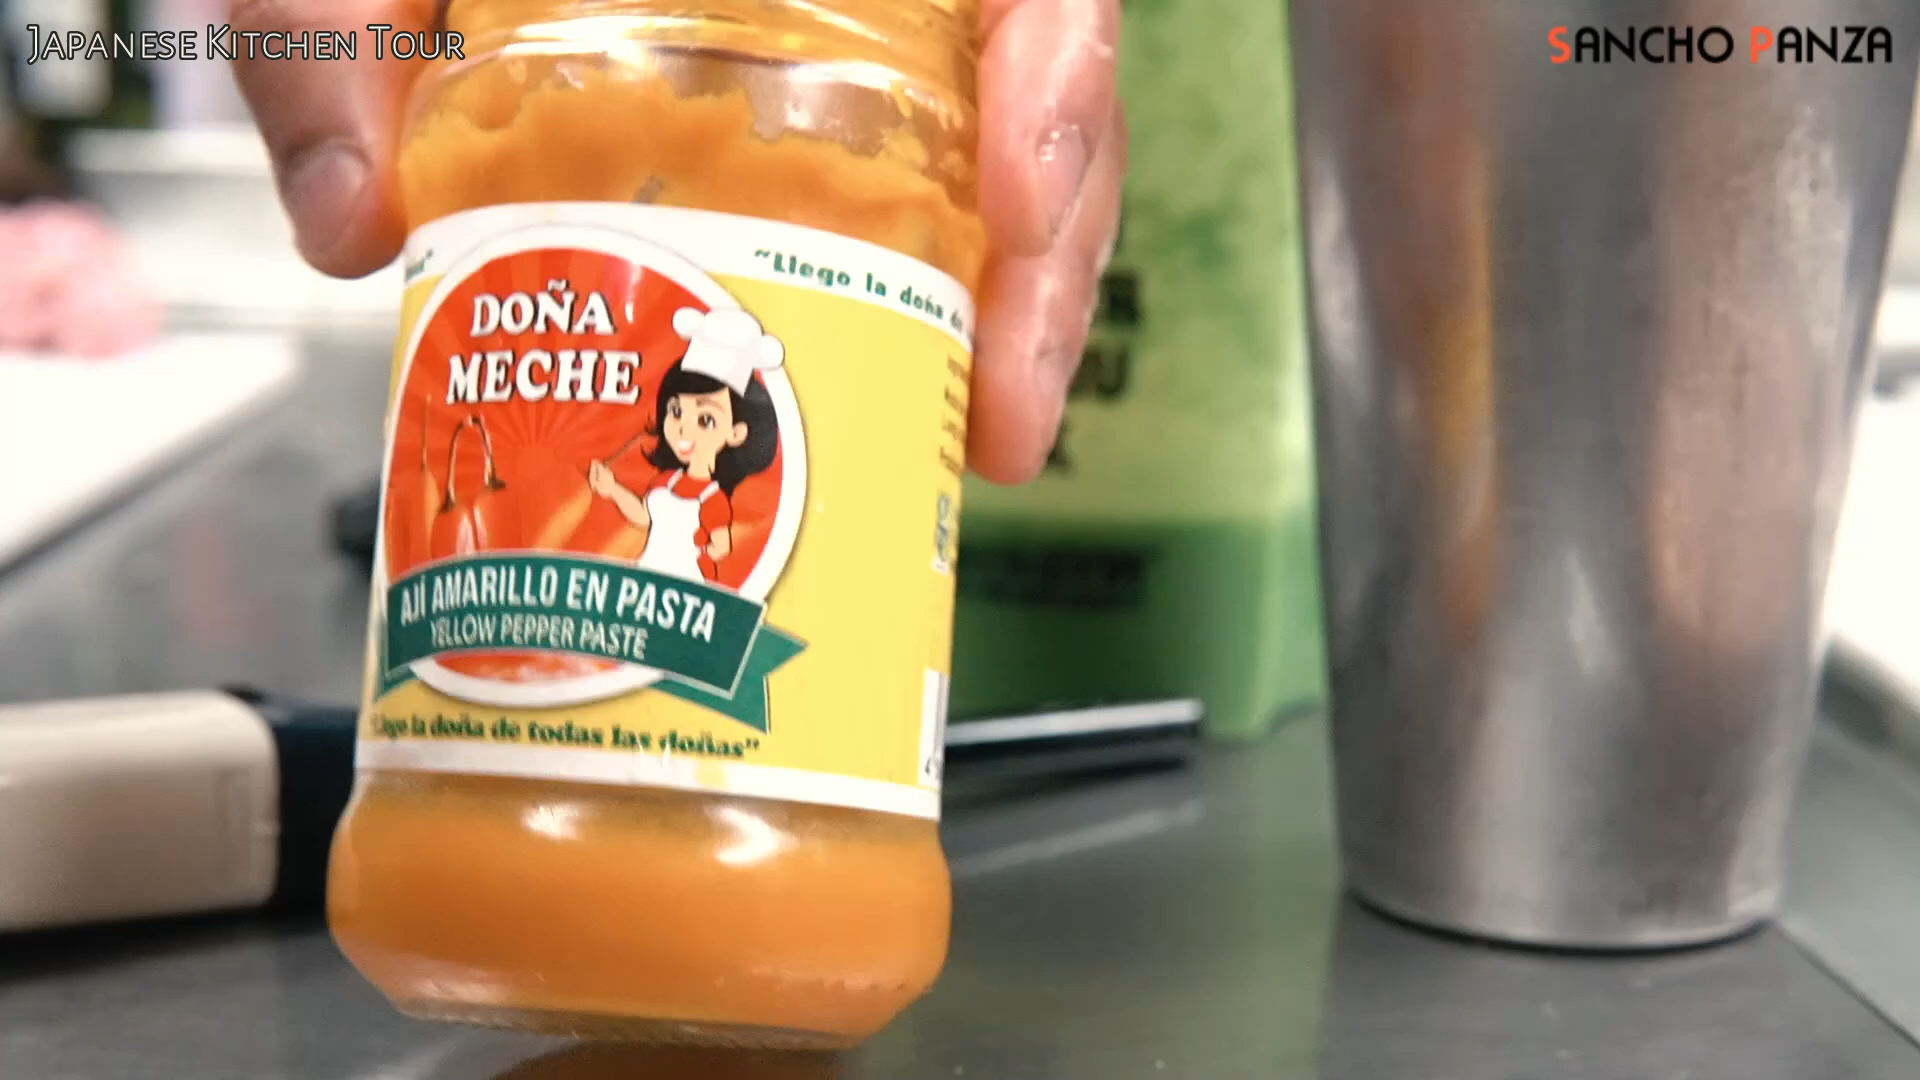 JAPANESE KITCHEN TOUR
SANCHO PANZA
"Llego la doña de
DOÑA
MECHE
AJÍ AMARILLO EN PASTA
YELLOW PEPPER PASTE
la doña de todas las doñas"